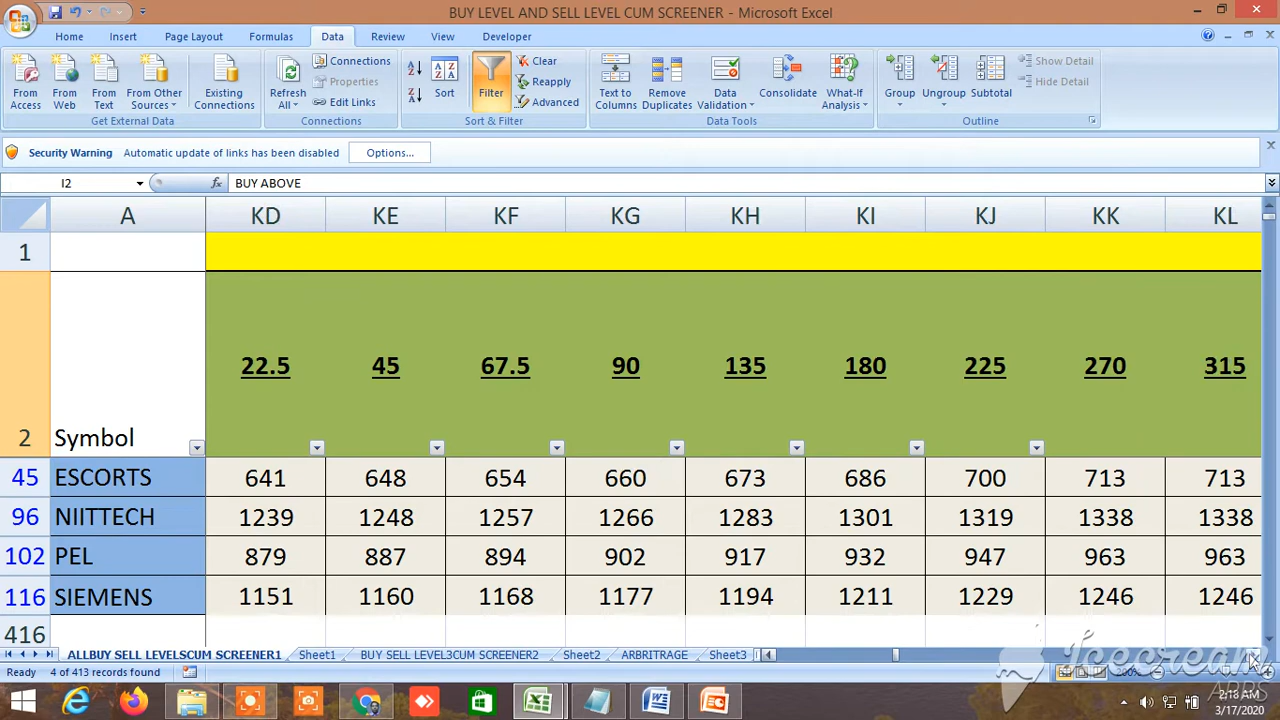 BUY LEVEL AND SELL LEVEL CUM SCREENER - Microsoft Excel
Home Insert Page Layout Formulas Data Review View Developer
From Access
From Web
From Text
From Other Sources
Existing Connections
Get External Data
Refresh All
Connections
Properties
Edit Links
Connections
Sort
Filter
Clear
Reapply
Advanced
Sort & Filter
Text to Columns
Remove Duplicates
Data Validation
Consolidate
What-If Analysis
Data Tools
Group
Ungroup
Subtotal
Show Detail
Hide Detail
Outline
Security Warning Automatic update of links has been disabled Options...
I2 fx BUY ABOVE
A KD KE KF KG KH KI KJ KK KL
1
2 Symbol 22.5 45 67.5 90 135 180 225 270 315
45 ESCORTS 641 648 654 660 673 686 700 713 713
96 NIITTECH 1239 1248 1257 1266 1283 1301 1319 1338 1338
102 PEL 879 887 894 902 917 932 947 963 963
116 SIEMENS 1151 1160 1168 1177 1194 1211 1229 1246 1246
416
ALLBUY SELL LEVELSCUM SCREENER1 Sheet1 BUY SELL LEVEL3CUM SCREENER2 Sheet2 ARBRITRAGE Sheet3
Ready 4 of 413 records found 200%
Icecream
APPS
2:18 AM
3/17/2020